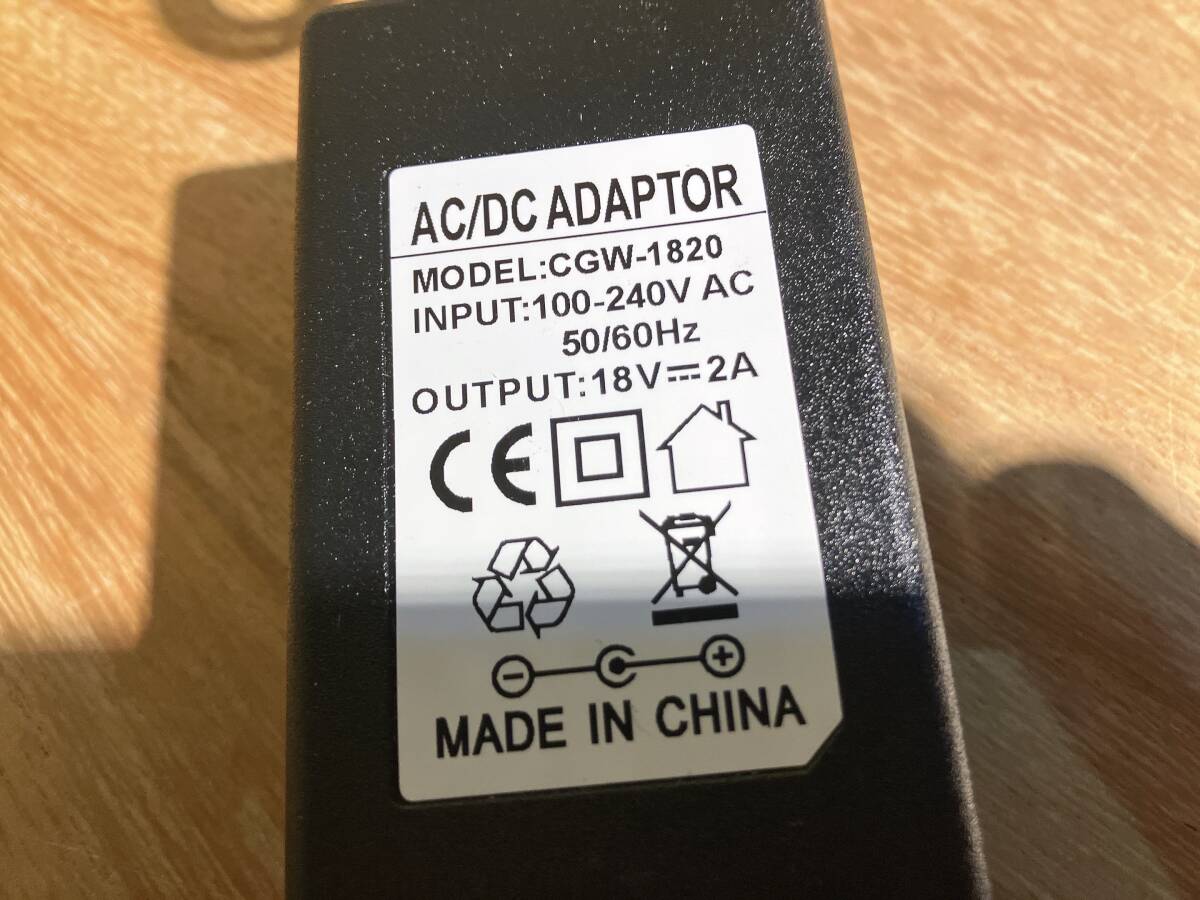 AC/DC ADAPTOR
MODEL:CGW-1820
INPUT:100-240V AC
50/60Hz
OUTPUT:18V⎓2A
CE
MADE IN CHINA